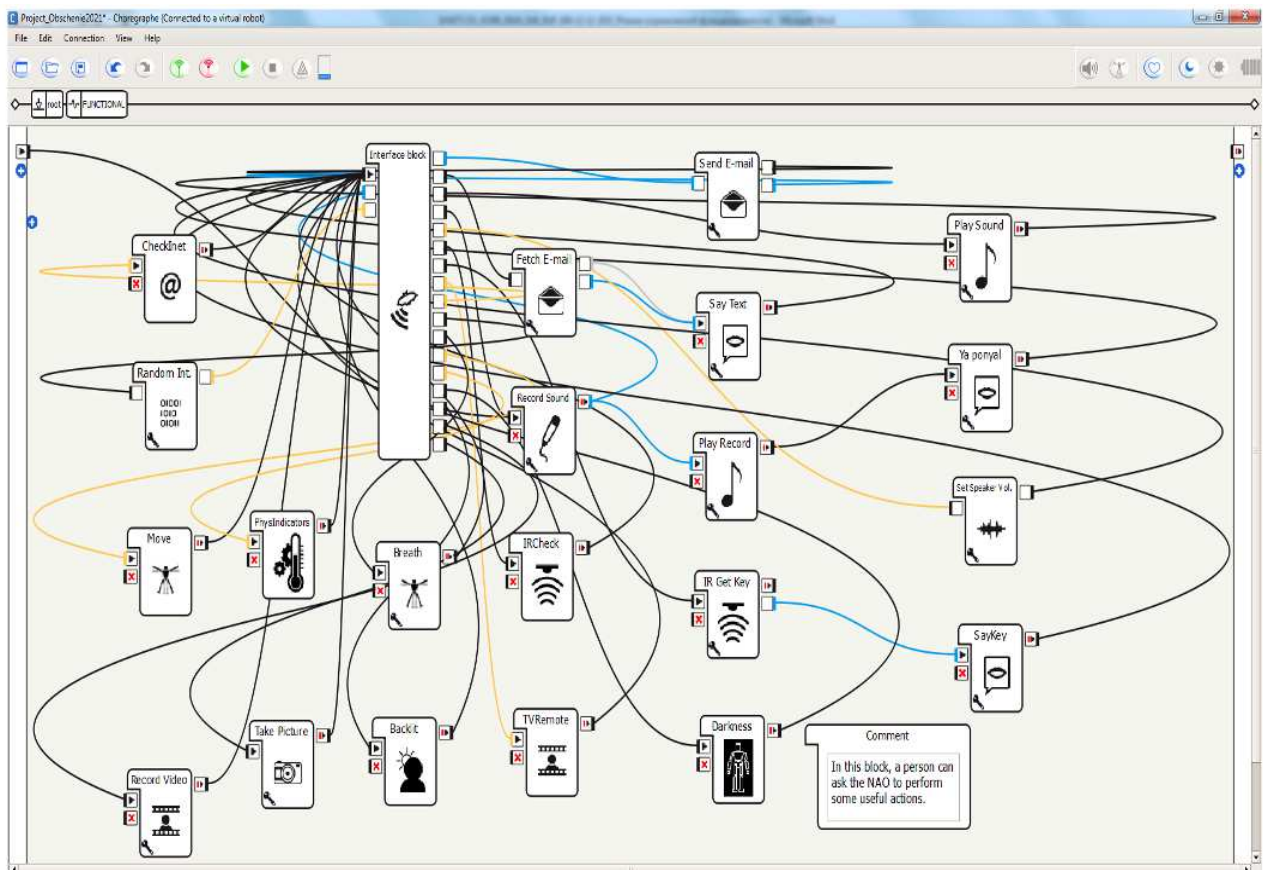 Project_Obschenie2021* - Choregraphe (Connected to a virtual robot)
File Edit Connection View Help
root
FUNCTIONAL
Interface block
Send E-mail
Play Sound
CheckInet
@
Fetch E-mail
Say Text
Ya ponyal
Random Int.
Record Sound
Play Record
Set Speaker Vol.
Move
PhysIndicators
Breath
IRCheck
IR Get Key
SayKey
Take Picture
Backlit
TVRemote
Darkness
Record Video
Comment
In this block, a person can
ask the NAO to perform
some useful actions.